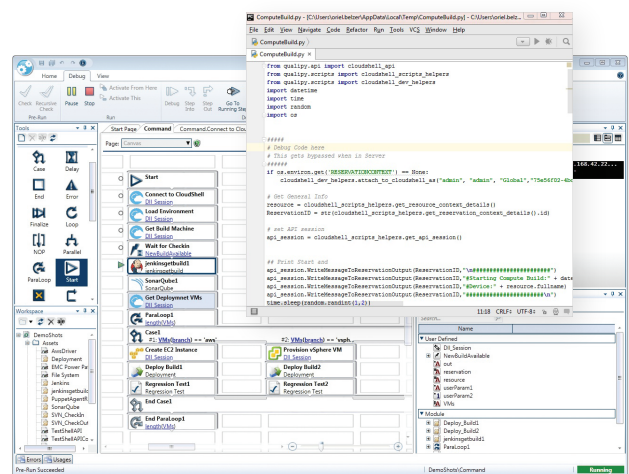 ComputeBuild.py - [C:\Users\oriel.belzer\AppData\Local\Temp\ComputeBuild.py] - C:\Users\oriel.belz...
File Edit View Navigate Code Refactor Run Tools VCS Window Help
ComputeBuild.py
ComputeBuild.py ×
from qualipy.api import cloudshell_api
from qualipy.scripts import cloudshell_scripts_helpers
from qualipy.scripts import cloudshell_dev_helpers
import datetime
import time
import random
import os
#####
# Debug Code here
# This gets bypassed when in Server
######
if os.environ.get('RESERVATIONCONTEXT') == None:
cloudshell_dev_helpers.attach_to_cloudshell_as("admin", "admin", "Global","75e56f02-4bc
# Get General Info
resource = cloudshell_scripts_helpers.get_resource_context_details()
ReservationID = str(cloudshell_scripts_helpers.get_reservation_context_details().id)
# set API session
api_session = cloudshell_scripts_helpers.get_api_session()
## Print Start and
api_session.WriteMessageToReservationOutput(ReservationID,"\n########################")
api_session.WriteMessageToReservationOutput(ReservationID,"#Starting Compute Build:" + date
api_session.WriteMessageToReservationOutput(ReservationID,"#Device:" + resource.fullname)
api_session.WriteMessageToReservationOutput(ReservationID,"########################\n")
time.sleep(random.randint(1,2))
11:18 CRLF÷ UTF-8÷
Home Debug View
Check Recursive Check
Pause Stop
Activate From Here
Activate This
Debug Step Into Step Out Go To Running Step
Pre-Run Run
Tools
Case Delay
End Error
Finalize Loop
NOP Parallel
ParaLoop Start
Start Page Command Command.Connect to Clou
Page: Canvas
Start
Connect to CloudShell
Dll Session
Load Environment
Dll Session
Get Build Machine
Dll Session
Wait for Checkin
NewBuildAvailable
jenkinsgetbuild1
jenkinsgetbuild
SonarQube1
SonarQube
Get Deploymnet VMs
Dll Session
ParaLoop1
length(VMs)
Case1
#1: VMs(branch) == 'aws'
#2: VMs(branch) == 'vsph...
Create EC2 Instance
Dll Session
Provision vSphere VM
Dll Session
Deploy Build1
Deployment
Deploy Build2
Deployment
Regression Test1
Regression Test
Regression Test2
Regression Test
End Case1
End ParaLoop1
length(VMs)
.168.42.22...
Workspace
DemoShots
Assets
AwsDriver
Deployment
EMC Power Pa
File System
Jenkins
jenkinsgetbuild
PuppetAgentR
SonarQube
SVN_CheckIn
SVN_CheckOut
TestShellAPI
TestShellAPICo
Search...
Name
User Defined
Dll_Session
NewBuildAvailable
out
reservation
resource
userParam1
userParam2
VMs
Module
Deploy_Build1
Deploy_Build2
jenkinsgetbuild1
ParaLoop1
Errors Usages
Pre-Run Succeeded
DemoShots\Command
Running